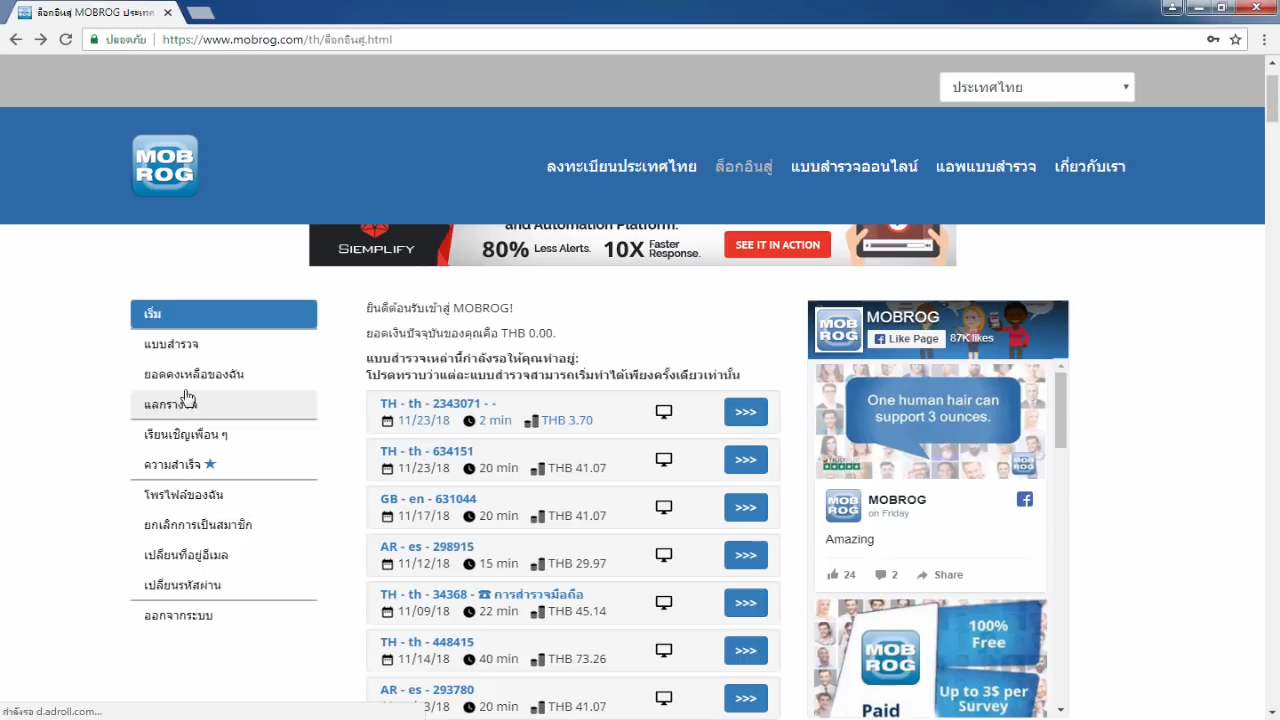 ล็อกอินสู่ MOBROG ประเทศ
ปลอดภัย
https://www.mobrog.com/th/ล็อกอินสู่.html
ประเทศไทย
MOB
ROG
ลงทะเบียนประเทศไทย ล็อกอินสู่ แบบสำรวจออนไลน์ แอพแบบสำรวจ เกี่ยวกับเรา
and Automation Platform.
SIEMPLIFY
80% Less Alerts. 10X Faster Response.
SEE IT IN ACTION
เริ่ม
แบบสำรวจ
ยอดคงเหลือของฉัน
เรียนเชิญเพื่อน ๆ
ความสำเร็จ
โพรไฟล์ของฉัน
ยกเลิกการเป็นสมาชิก
เปลี่ยนที่อยู่อีเมล
เปลี่ยนรหัสผ่าน
ออกจากระบบ
ยินดีต้อนรับเข้าสู่ MOBROG!
ยอดเงินปัจจุบันของคุณคือ THB 0.00.
แบบสำรวจเหล่านี้กำลังรอให้คุณทำอยู่:
โปรดทราบว่าแต่ละแบบสำรวจสามารถเริ่มทำได้เพียงครั้งเดียวเท่านั้น
TH - th - 2343071 - -
11/23/18 2 min THB 3.70
>>>
TH - th - 634151
11/23/18 20 min THB 41.07
>>>
GB - en - 631044
11/17/18 20 min THB 41.07
>>>
AR - es - 298915
11/12/18 15 min THB 29.97
>>>
TH - th - 34368 - ☎ การสำรวจมือถือ
11/09/18 22 min THB 45.14
>>>
TH - th - 448415
11/14/18 40 min THB 73.26
>>>
AR - es - 293780
20 min THB 41.07
>>>
MOB
ROG
MOBROG
Like Page
87K likes
One human hair can
support 3 ounces.
MOB
ROG
MOBROG
on Friday
Amazing
24 2 Share
100%
Free
MOB
ROG
Up to 3$ per
Survey
Paid
กำลังรอ d.adroll.com...